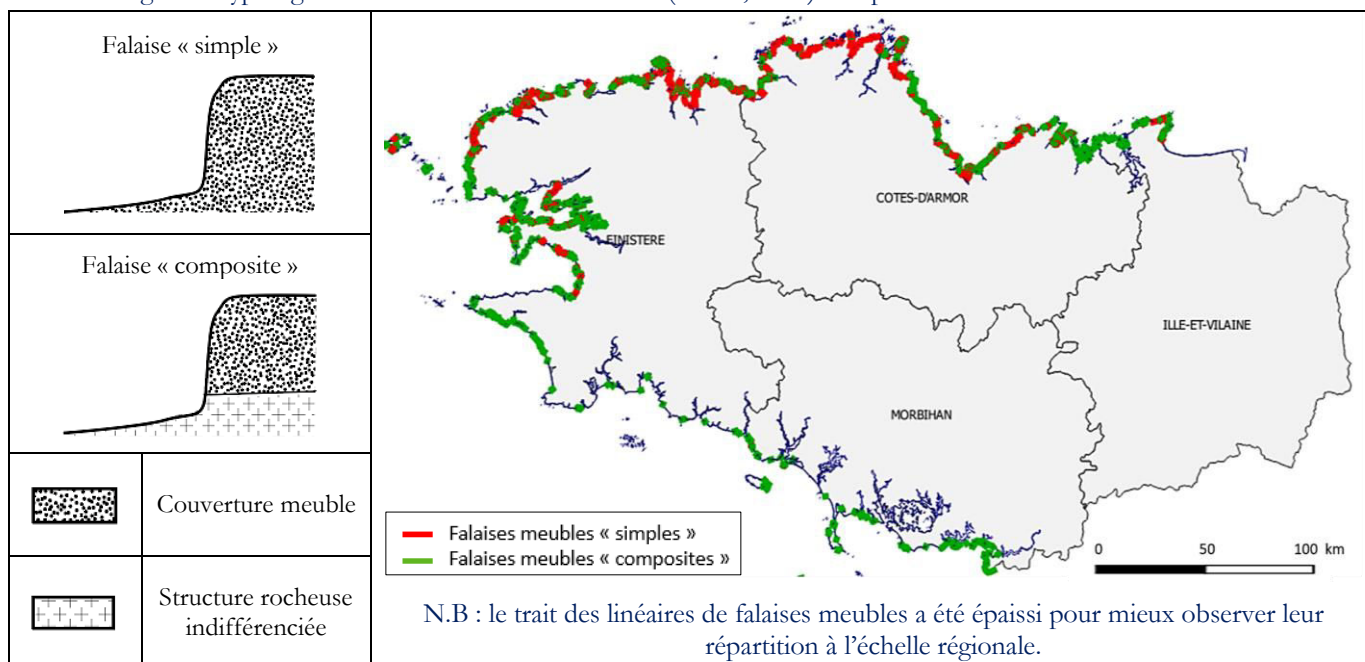 Falaise « simple »
Falaise « composite »
Couverture meuble
Structure rocheuse
indifférenciée
COTES-D'ARMOR
FINISTERE
ILLE-ET-VILAINE
MORBIHAN
Falaises meubles « simples »
Falaises meubles « composites »
0 50 100 km
N.B : le trait des linéaires de falaises meubles a été épaissi pour mieux observer leur
répartition à l'échelle régionale.